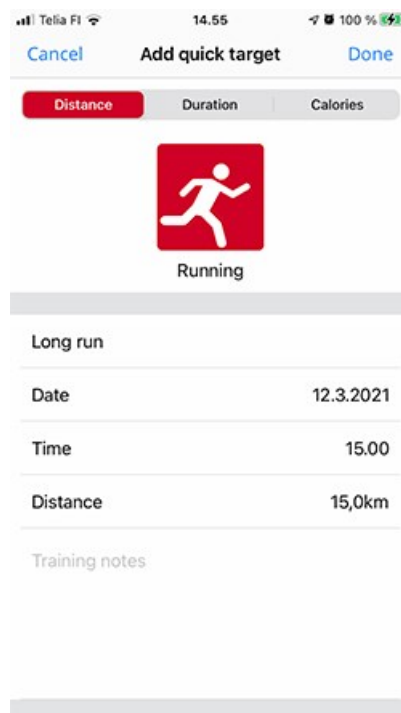 Telia FI 14.55 100 %
Cancel Add quick target Done
Distance Duration Calories
Running
Long run
Date 12.3.2021
Time 15.00
Distance 15,0km
Training notes